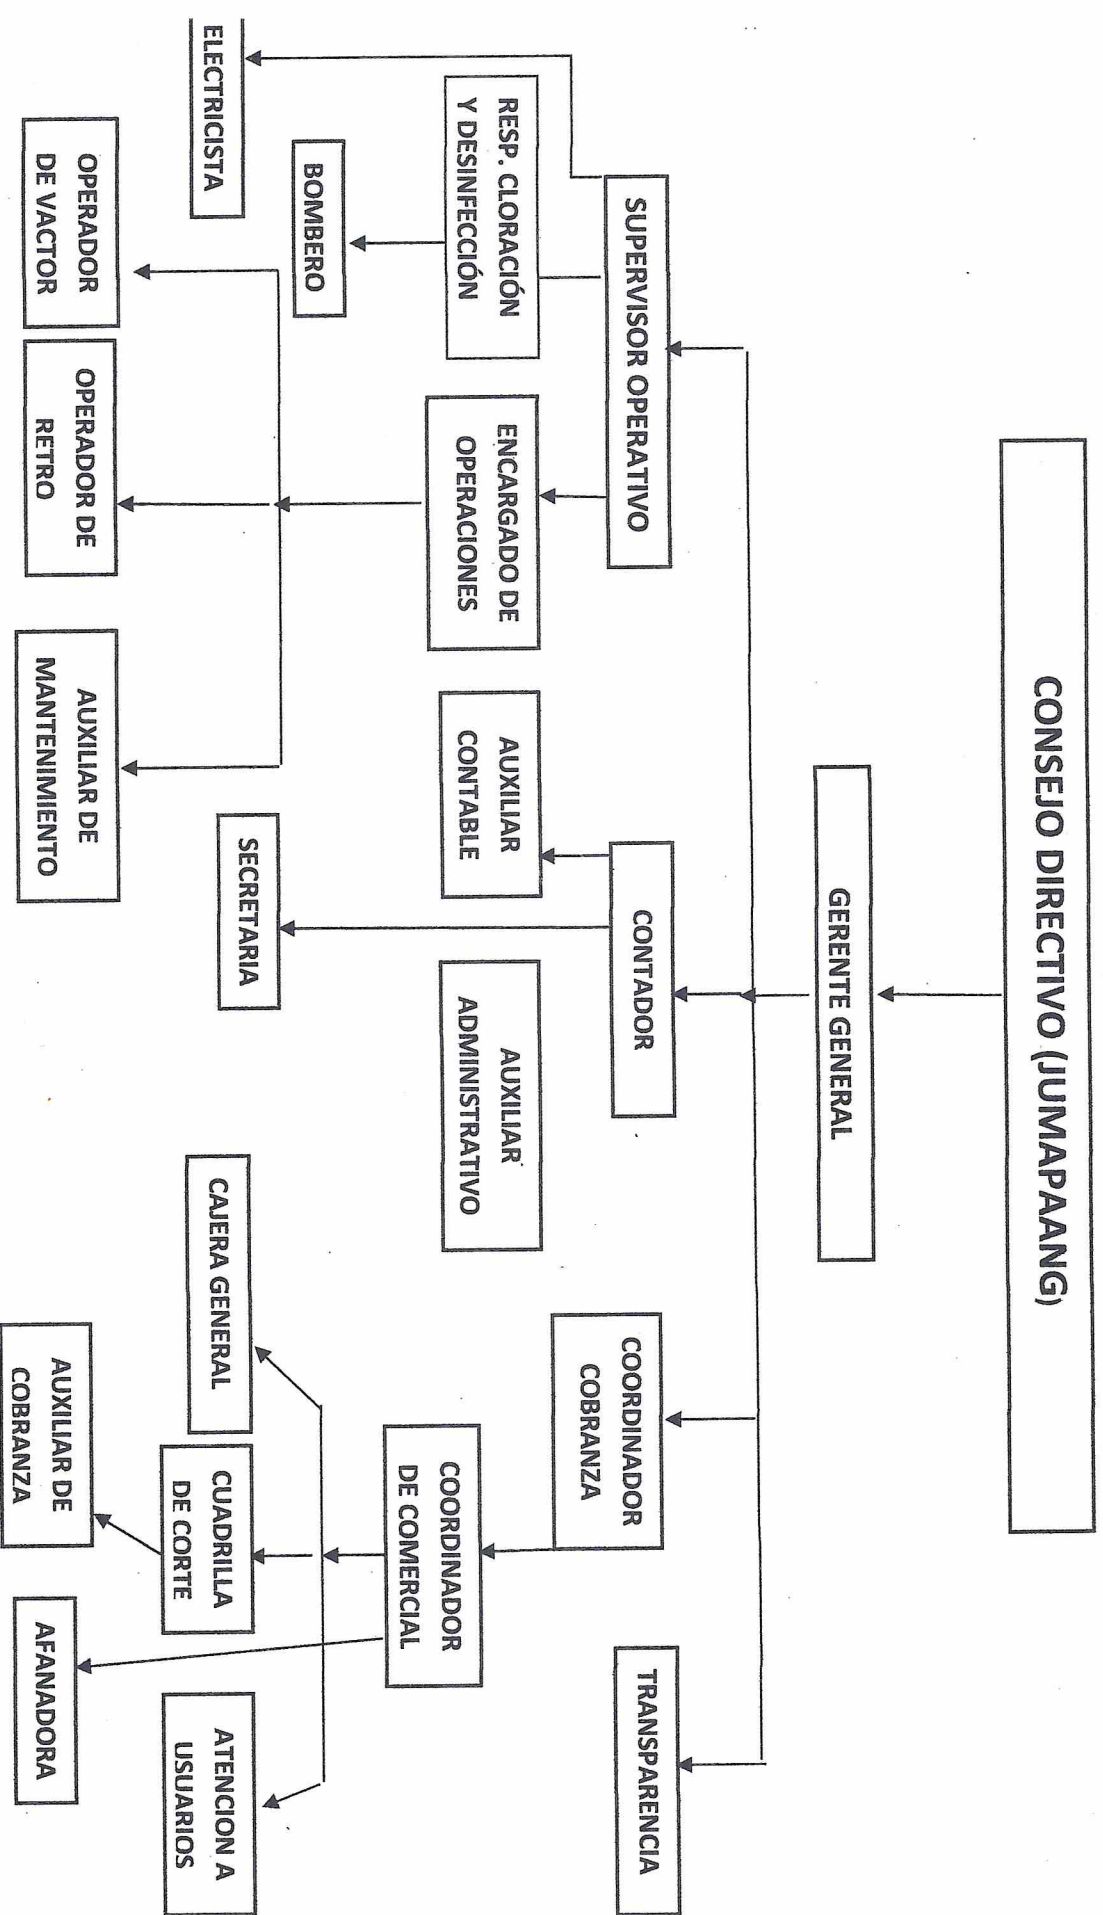 CONSEJO DIRECTIVO (JUMAPAANG)
GERENTE GENERAL
SUPERVISOR OPERATIVO
CONTADOR
COORDINADOR
COBRANZA
TRANSPARENCIA
RESP. CLORACIÓN
Y DESINFECCIÓN
ENCARGADO DE
OPERACIONES
AUXILIAR
CONTABLE
AUXILIAR
ADMINISTRATIVO
COORDINADOR
DE COMERCIAL
BOMBERO
ELECTRICISTA
SECRETARIA
CAJERA GENERAL
CUADRILLA
DE CORTE
ATENCION A
USUARIOS
OPERADOR
DE VACTOR
OPERADOR DE
RETRO
AUXILIAR DE
MANTENIMIENTO
AUXILIAR DE
COBRANZA
AFANADORA